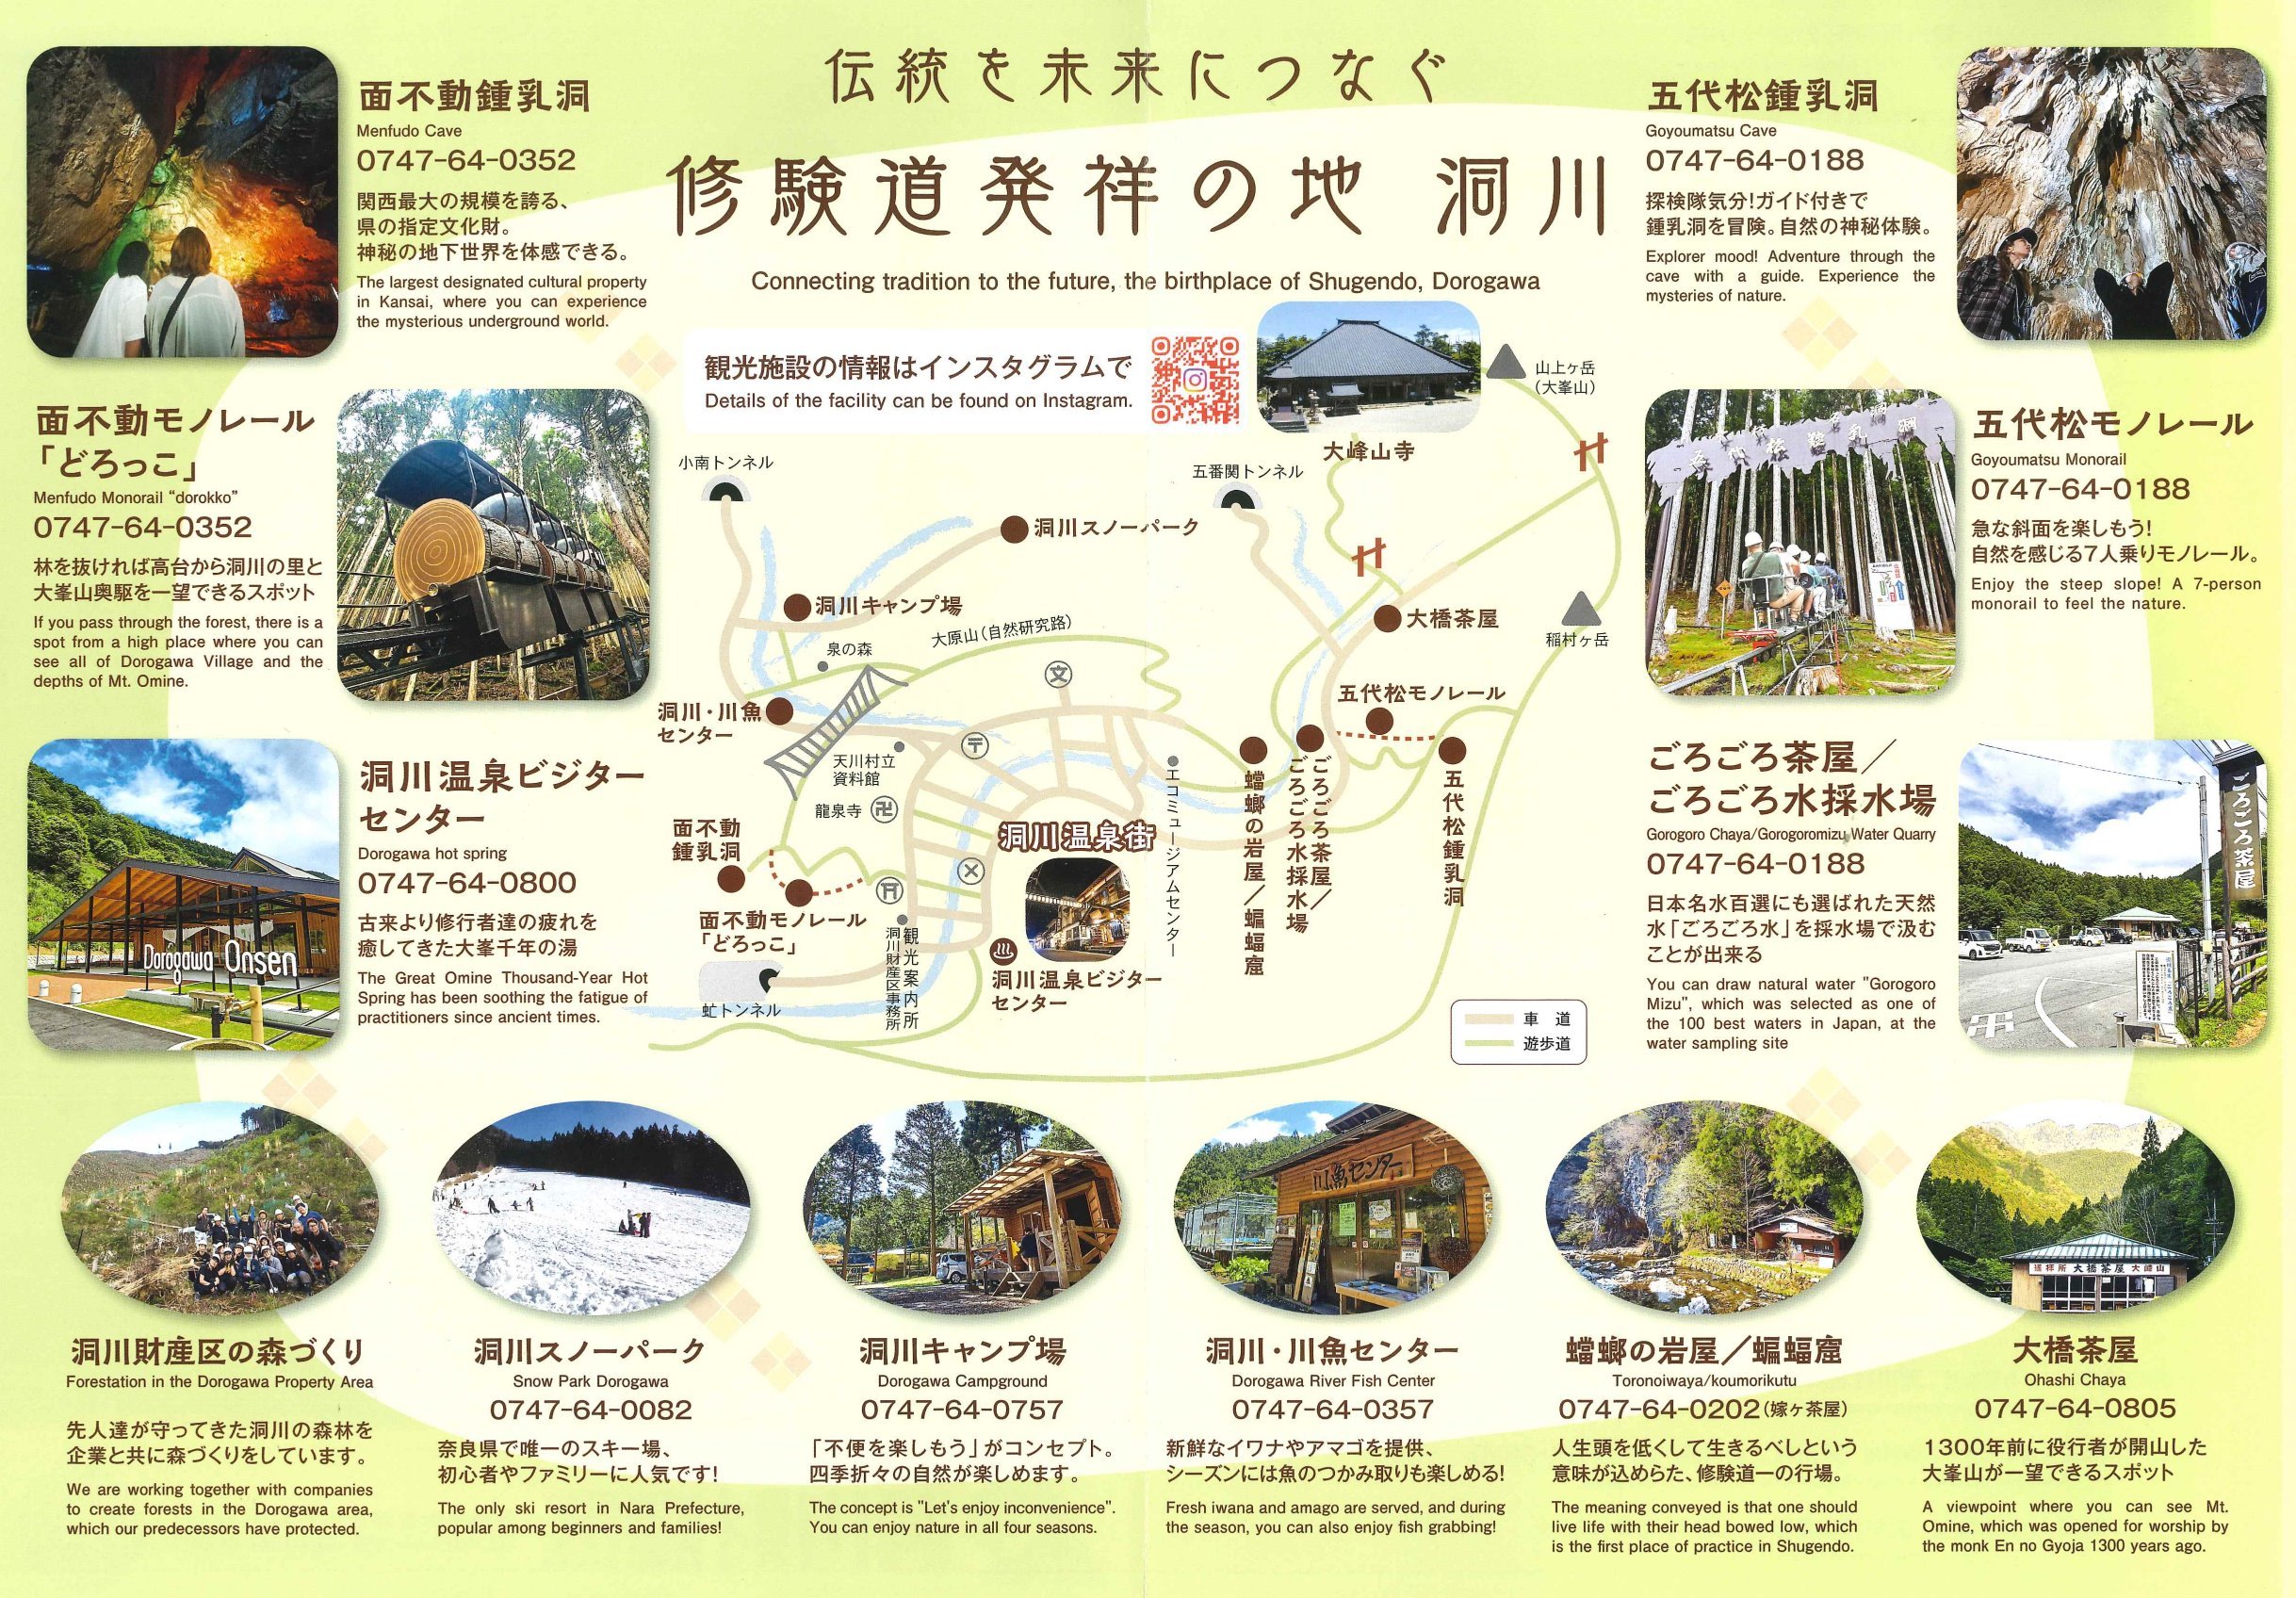 伝統を未来につなぐ
修験道発祥の地 洞川
Connecting tradition to the future, the birthplace of Shugendo, Dorogawa
面不動鍾乳洞
Menfudo Cave
0747-64-0352
関西最大の規模を誇る、
県の指定文化財。
神秘の地下世界を体感できる。
The largest designated cultural property
in Kansai, where you can experience
the mysterious underground world.
面不動モノレール
「どろっこ」
Menfudo Monorail “dorokko”
0747-64-0352
林を抜ければ高台から洞川の里と
大峯山奥駆を一望できるスポット
If you pass through the forest, there is a
spot from a high place where you can
see all of Dorogawa Village and the
depths of Mt. Omine.
洞川温泉ビジター
センター
Dorogawa hot spring
0747-64-0800
古来より修行者達の疲れを
癒してきた大峯千年の湯
The Great Omine Thousand-Year Hot
Spring has been soothing the fatigue of
practitioners since ancient times.
Dorogawa Onsen
観光施設の情報はインスタグラムで
Details of the facility can be found on Instagram.
山上ヶ岳
（大峯山）
大峰山寺
小南トンネル
五番関トンネル
洞川スノーパーク
洞川キャンプ場
大原山（自然研究路）
泉の森
文
大橋茶屋
稲村ヶ岳
洞川・川魚
センター
五代松モノレール
天川村立
資料館
〒
龍泉寺
卍
面不動
鍾乳洞
洞川温泉街
エコミュージアムセンター
蟷螂の岩屋／蝙蝠窟
ごろごろ茶屋／
ごろごろ水採水場
五代松鍾乳洞
面不動モノレール
「どろっこ」
観光案内所
洞川財産区事務所
洞川温泉ビジター
センター
虻トンネル
車 道
遊歩道
五代松鍾乳洞
Goyoumatsu Cave
0747-64-0188
探検隊気分！ガイド付きで
鍾乳洞を冒険。自然の神秘体験。
Explorer mood! Adventure through the
cave with a guide. Experience the
mysteries of nature.
五代松鍾乳洞
五代松モノレール
Goyoumatsu Monorail
0747-64-0188
急な斜面を楽しもう！
自然を感じる7人乗りモノレール。
Enjoy the steep slope! A 7-person
monorail to feel the nature.
ごろごろ茶屋／
ごろごろ水採水場
Gorogoro Chaya/Gorogoromizu Water Quarry
0747-64-0188
日本名水百選にも選ばれた天然
水「ごろごろ水」を採水場で汲む
ことが出来る
You can draw natural water "Gorogoro
Mizu", which was selected as one of
the 100 best waters in Japan, at the
water sampling site
ごろごろ茶屋
洞川財産区の森づくり
Forestation in the Dorogawa Property Area
先人達が守ってきた洞川の森林を
企業と共に森づくりをしています。
We are working together with companies
to create forests in the Dorogawa area,
which our predecessors have protected.
洞川スノーパーク
Snow Park Dorogawa
0747-64-0082
奈良県で唯一のスキー場、
初心者やファミリーに人気です！
The only ski resort in Nara Prefecture,
popular among beginners and families!
洞川キャンプ場
Dorogawa Campground
0747-64-0757
「不便を楽しもう」がコンセプト。
四季折々の自然が楽しめます。
The concept is "Let's enjoy inconvenience".
You can enjoy nature in all four seasons.
川魚センター
洞川・川魚センター
Dorogawa River Fish Center
0747-64-0357
新鮮なイワナやアマゴを提供、
シーズンには魚のつかみ取りも楽しめる！
Fresh iwana and amago are served, and during
the season, you can also enjoy fish grabbing!
蟷螂の岩屋／蝙蝠窟
Toronoiwaya/koumorikutu
0747-64-0202（嫁ヶ茶屋）
人生頭を低くして生きるべしという
意味が込めらた、修験道一の行場。
The meaning conveyed is that one should
live life with their head bowed low, which
is the first place of practice in Shugendo.
遥拝所 大橋茶屋 大峰山
大橋茶屋
Ohashi Chaya
0747-64-0805
1300年前に役行者が開山した
大峯山が一望できるスポット
A viewpoint where you can see Mt.
Omine, which was opened for worship by
the monk En no Gyoja 1300 years ago.